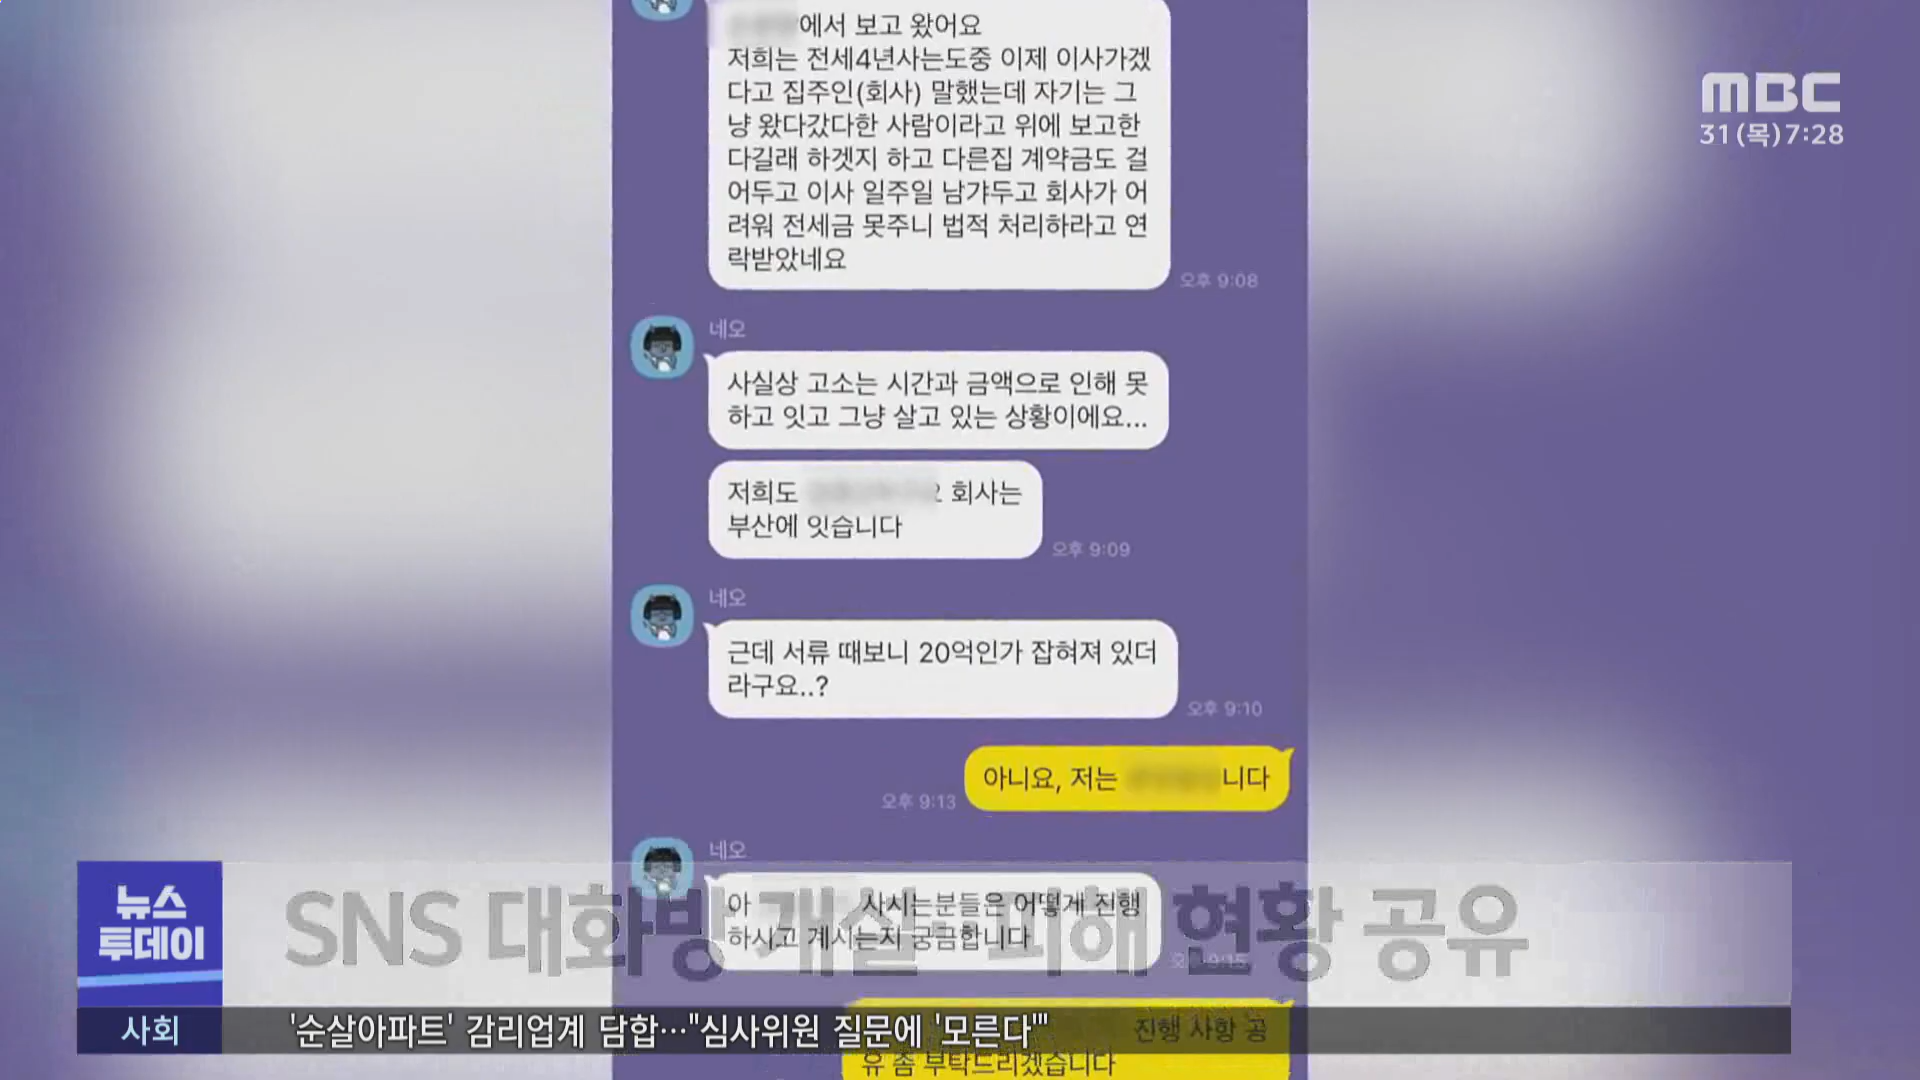 에서 보고 왔어요
저희는 전세4년사는도중 이제 이사가겠
다고 집주인(회사) 말했는데 자기는 그
냥 왔다갔다한 사람이라고 위에 보고한
다길래 하겟지 하고 다른집 계약금도 걸
어두고 이사 일주일 남갸두고 회사가 어
려워 전세금 못주니 법적 처리하라고 연
락받았네요
오후 9:08
MBC
31(목)7:28
네오
사실상 고소는 시간과 금액으로 인해 못
하고 잇고 그냥 살고 있는 상황이에요...
저희도 회사는
부산에 잇습니다
오후 9:09
네오
근데 서류 때보니 20억인가 잡혀져 있더
라구요..?
오후 9:10
아니요, 저는 니다
오후 9:13
네오
아 사시는분들은 어떻게 진행
하시고 계시는지 궁금합니다
오후 9:15
뉴스
투데이
SNS 대화방 개설‥피해 현황 공유
진행 사항 공
유 좀 부탁드리겠습니다
사회
'순살아파트' 감리업계 담합…"심사위원 질문에 '모른다'"